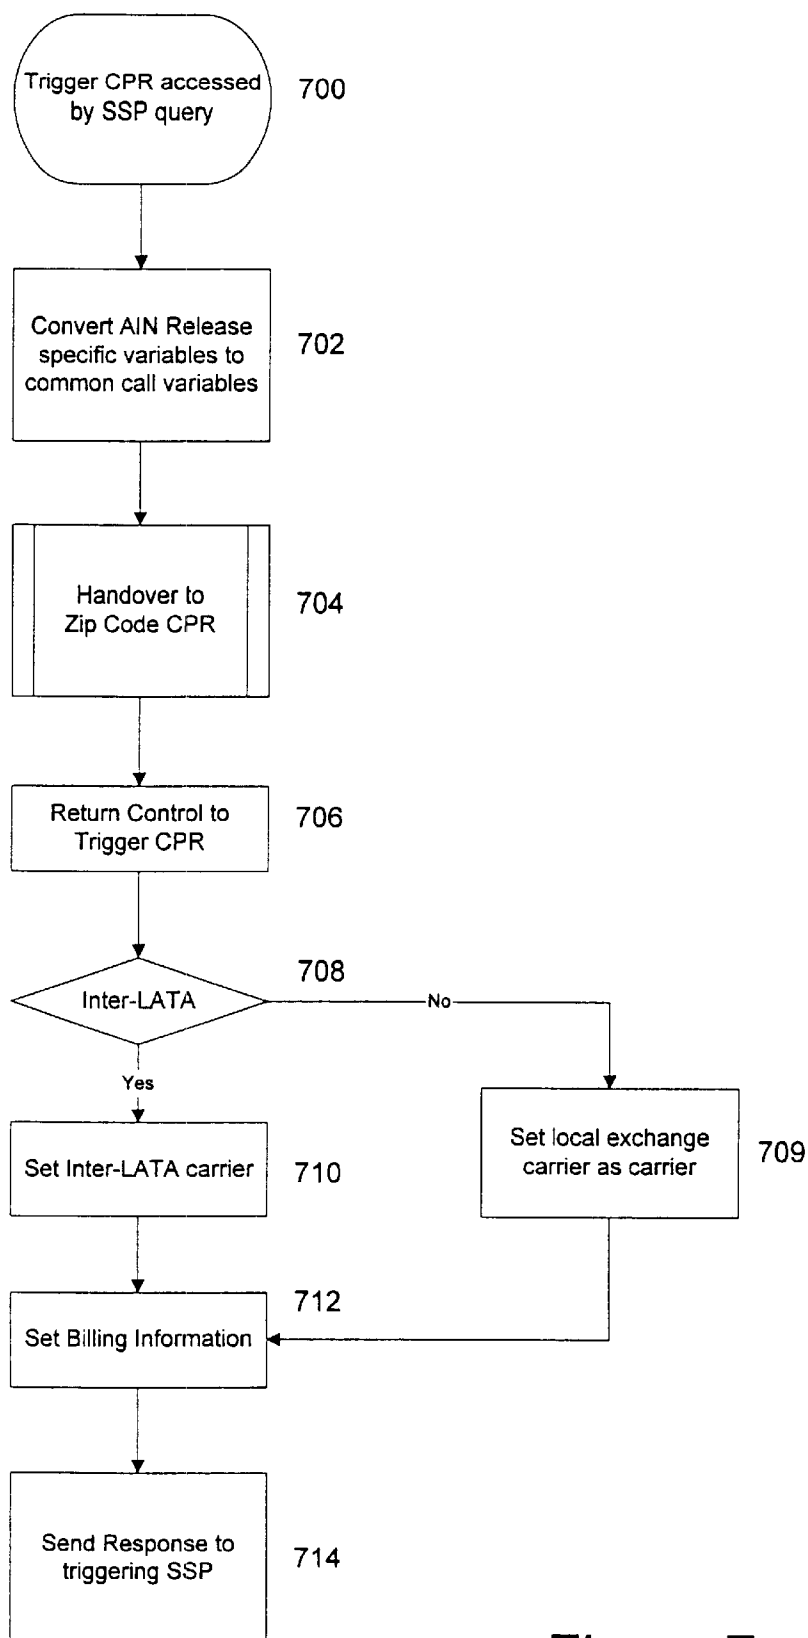 Trigger CPR accessed
by SSP query
700
Convert AIN Release
specific variables to
common call variables
702
Handover to
Zip Code CPR
704
Return Control to
Trigger CPR
706
708
Inter-LATA
No
Yes
Set Inter-LATA carrier
710
Set local exchange
carrier as carrier
709
712
Set Billing Information
Send Response to
triggering SSP
714